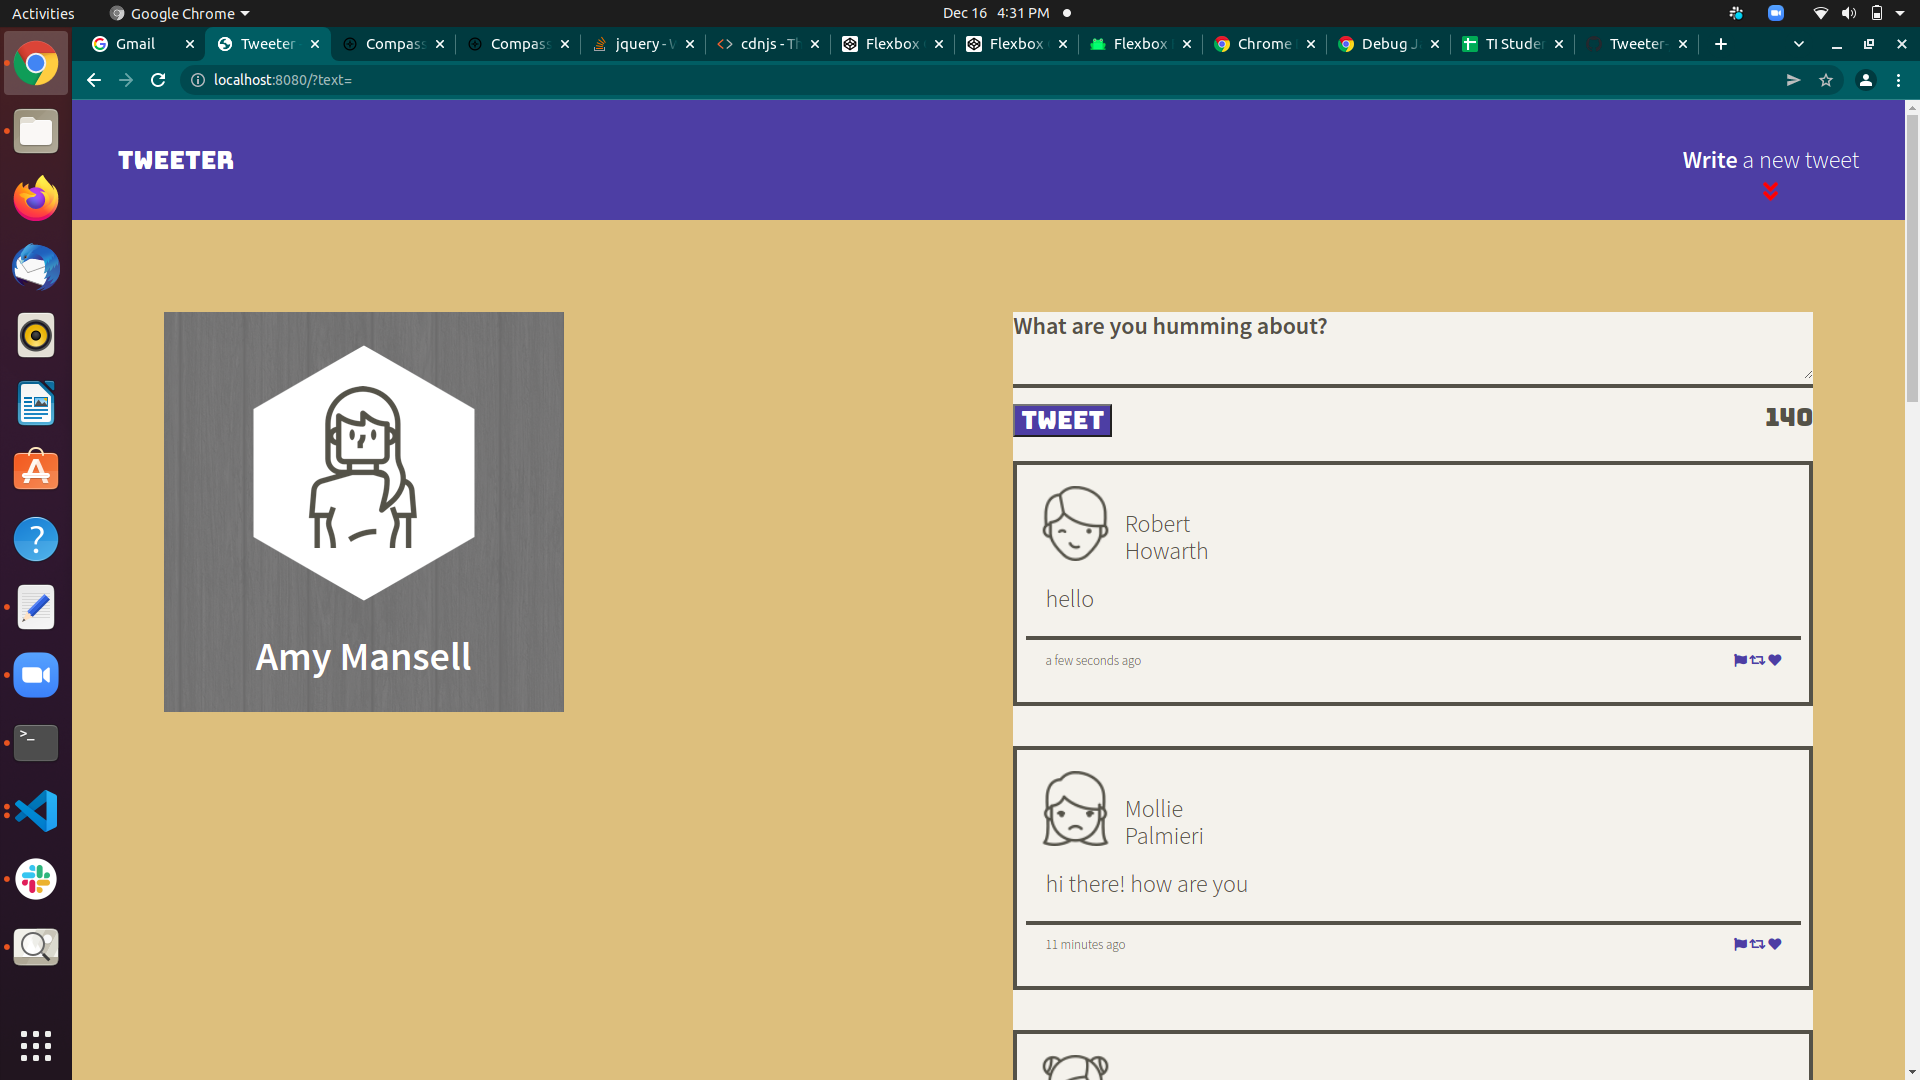 Activities
Google Chrome
Dec 16 4:31 PM
Gmail
Tweeter
Compass
Compass
jquery - W
cdnjs - Th
Flexbox
Flexbox
Flexbox
Chrome
Debug J
TI Studen
Tweeter
localhost:8080/?text=
TWEETER
Write a new tweet
Amy Mansell
What are you humming about?
TWEET
140
Robert
Howarth
hello
a few seconds ago
Mollie
Palmieri
hi there! how are you
11 minutes ago